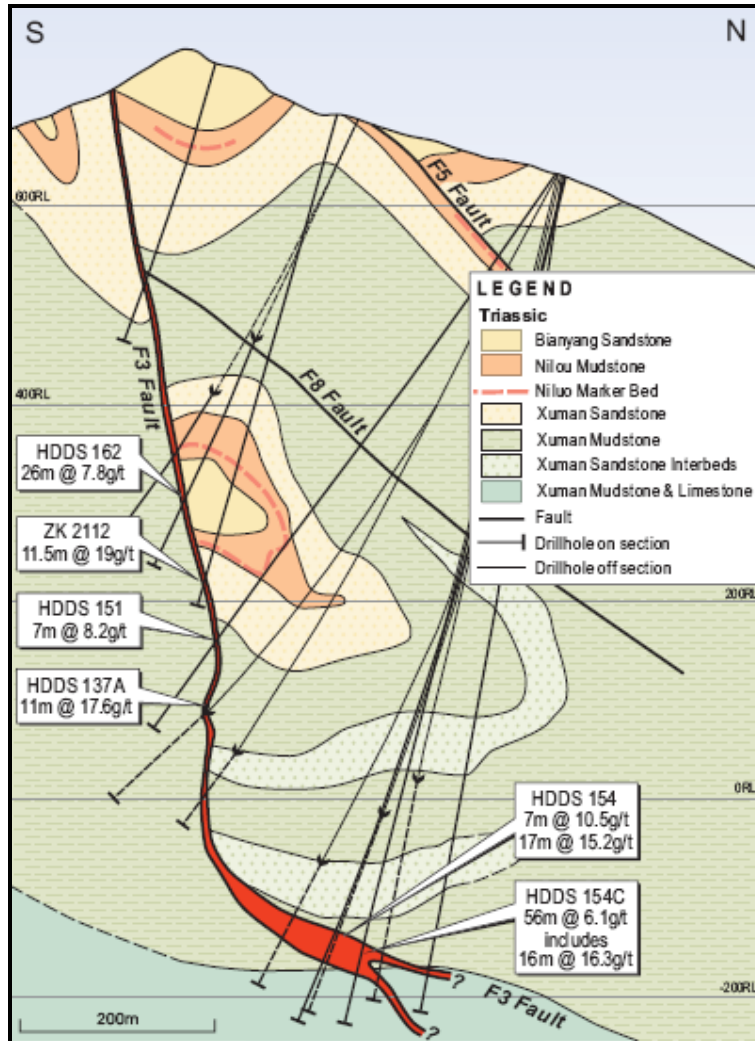 S
N
600RL
F5 Fault
LEGEND
Triassic
Bianyang Sandstone
Nilou Mudstone
Niluo Marker Bed
Xuman Sandstone
Xuman Mudstone
Xuman Sandstone Interbeds
Xuman Mudstone & Limestone
Fault
Drillhole on section
Drillhole off section
F3 Fault
F8 Fault
400RL
HDDS 162
26m @ 7.8g/t
ZK 2112
11.5m @ 19g/t
HDDS 151
7m @ 8.2g/t
HDDS 137A
11m @ 17.6g/t
200RL
0RL
HDDS 154
7m @ 10.5g/t
17m @ 15.2g/t
HDDS 154C
56m @ 6.1g/t
includes
16m @ 16.3g/t
?
F3 Fault
?
-200RL
200m